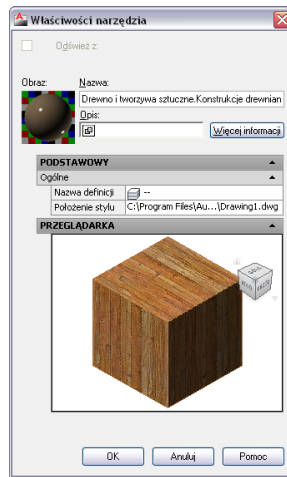 Właściwości narzędzia
Odśwież z:
Obraz:
Nazwa:
Drewno i tworzywa sztuczne.Konstrukcje drewnian
Opis:
Więcej informacji
PODSTAWOWY
Ogólne
Nazwa definicji --
Położenie stylu C:\Program Files\Au...\Drawing1.dwg
PRZEGLĄDARKA
OK Anuluj Pomoc